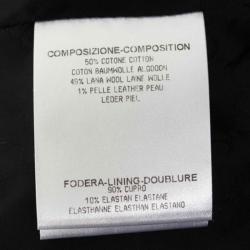 COMPOSIZIONE-COMPOSITION
50% COTONE COTTON
COTON BAUMWOLLE ALGODON
49% LANA WOOL LAINE WOLLE
1% PELLE LEATHER PEAU
LEDER PIEL
FODERA-LINING-DOUBLURE
90% CUPRO
10% ELASTAN ELASTANE
ELASTHANNE ELASTHAN ELASTANO